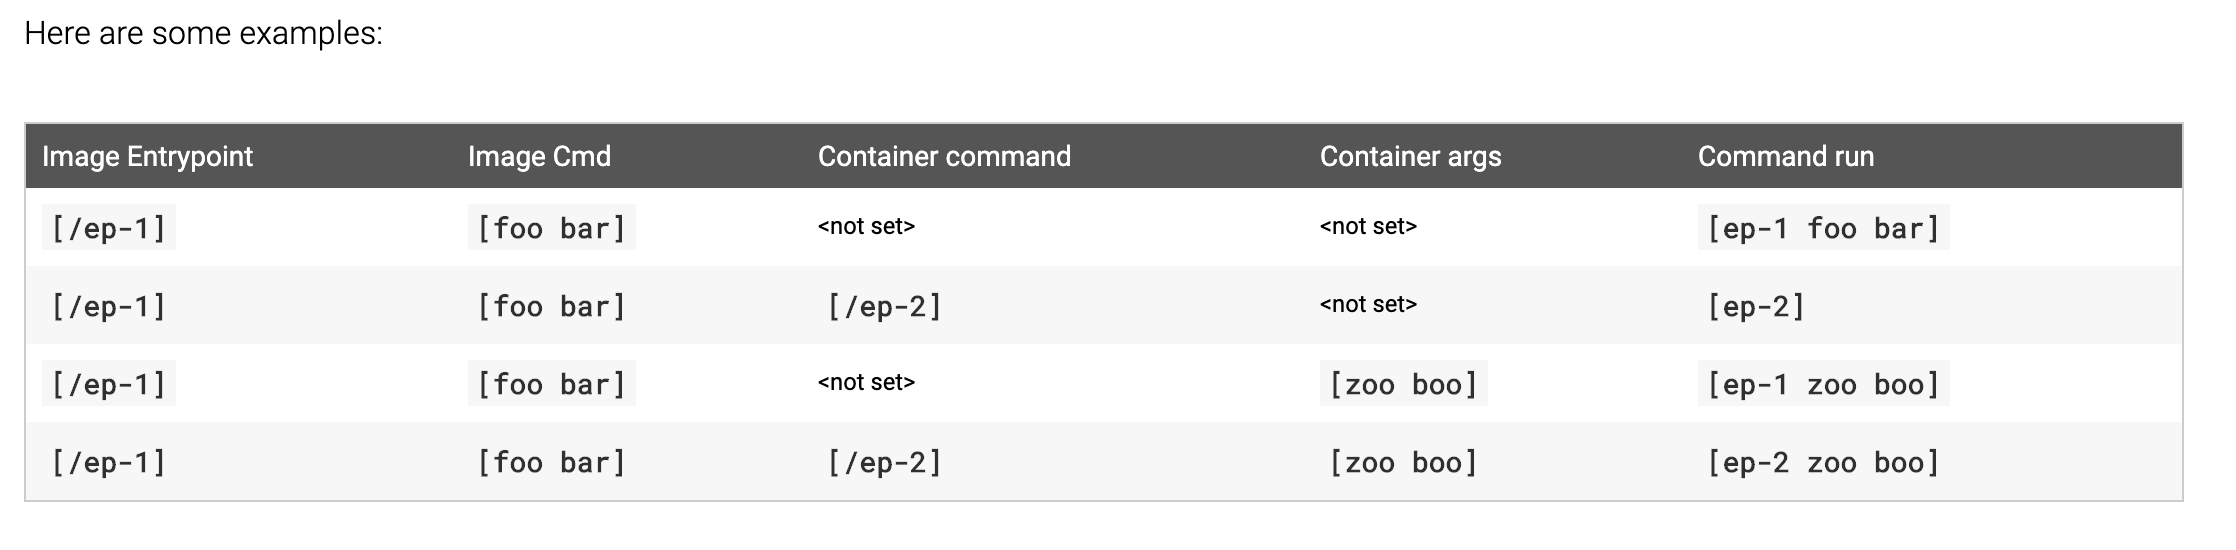 Here are some examples:
Image Entrypoint Image Cmd Container command Container args Command run
[/ep-1] [foo bar] <not set> <not set> [ep-1 foo bar]
[/ep-1] [foo bar] [/ep-2] <not set> [ep-2]
[/ep-1] [foo bar] <not set> [zoo boo] [ep-1 zoo boo]
[/ep-1] [foo bar] [/ep-2] [zoo boo] [ep-2 zoo boo]